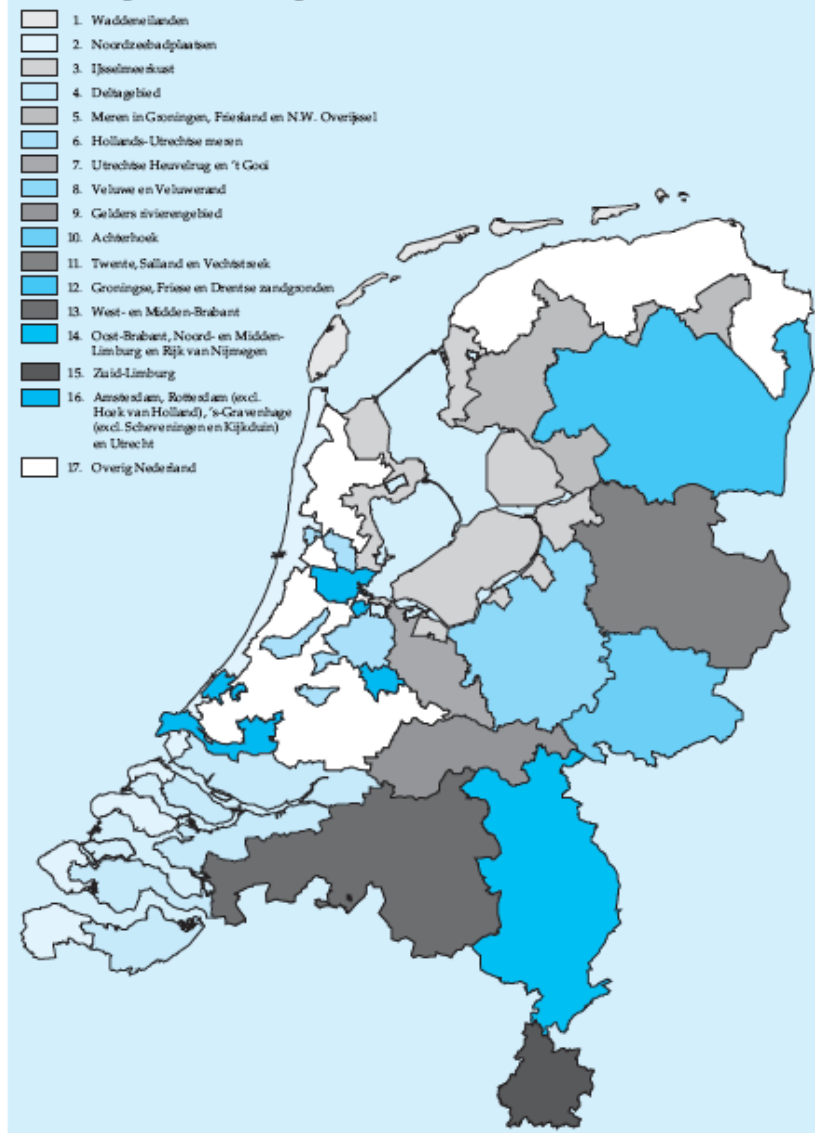 1. Waddeneilanden
2. Noordzeebadplaatsen
3. IJsselmeerkust
4. Deltagebied
5. Meren in Groningen, Friesland en N.W. Overijssel
6. Hollands-Utrechtse meren
7. Utrechtse Heuvelrug en 't Gooi
8. Veluwe en Veluwerand
9. Gelders rivierengebied
10. Achterhoek
11. Twente, Salland en Vechtstreek
12. Groningse, Friese en Drentse zandgronden
13. West- en Midden-Brabant
14. Oost-Brabant, Noord- en Midden-
Limburg en Rijk van Nijmegen
15. Zuid-Limburg
16. Amsterdam, Rotterdam (excl.
Hoek van Holland), 's-Gravenhage
(excl. Scheveningen en Kijkduin)
en Utrecht
17. Overig Nederland